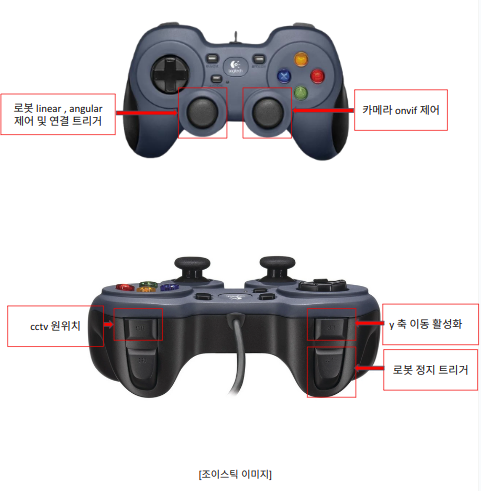 로봇 linear , angular
제어 및 연결 트리거
카메라 onvif 제어
cctv 원위치
y 축 이동 활성화
로봇 정지 트리거
[조이스틱 이미지]